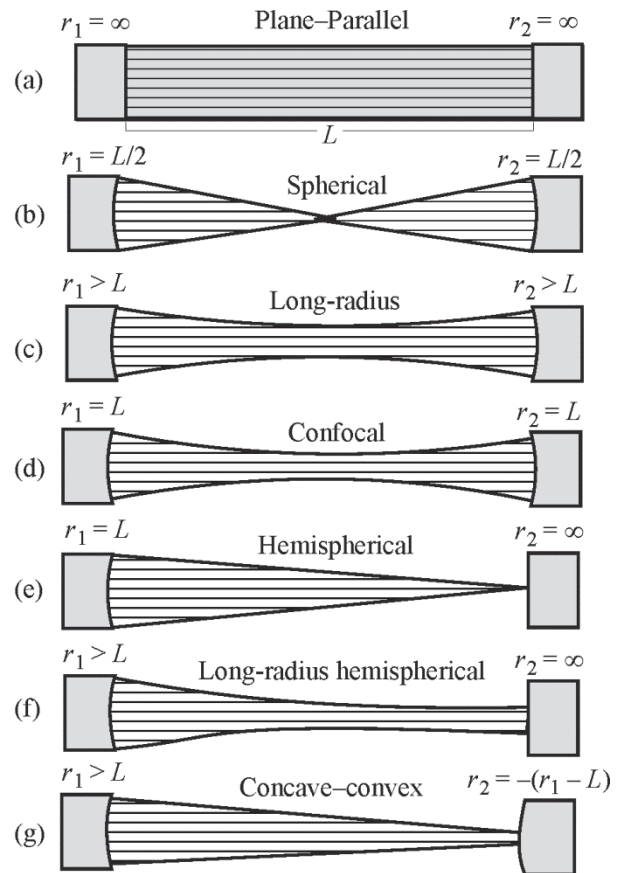 r₁ = ∞ Plane–Parallel r₂ = ∞
(a)
L
r₁ = L/2 r₂ = L/2
Spherical
(b)
r₁ > L Long-radius r₂ > L
(c)
r₁ = L r₂ = L
Confocal
(d)
r₁ = L Hemispherical r₂ = ∞
(e)
r₁ > L Long-radius hemispherical r₂ = ∞
(f)
r₁ > L Concave–convex r₂ = –(r₁ – L)
(g)